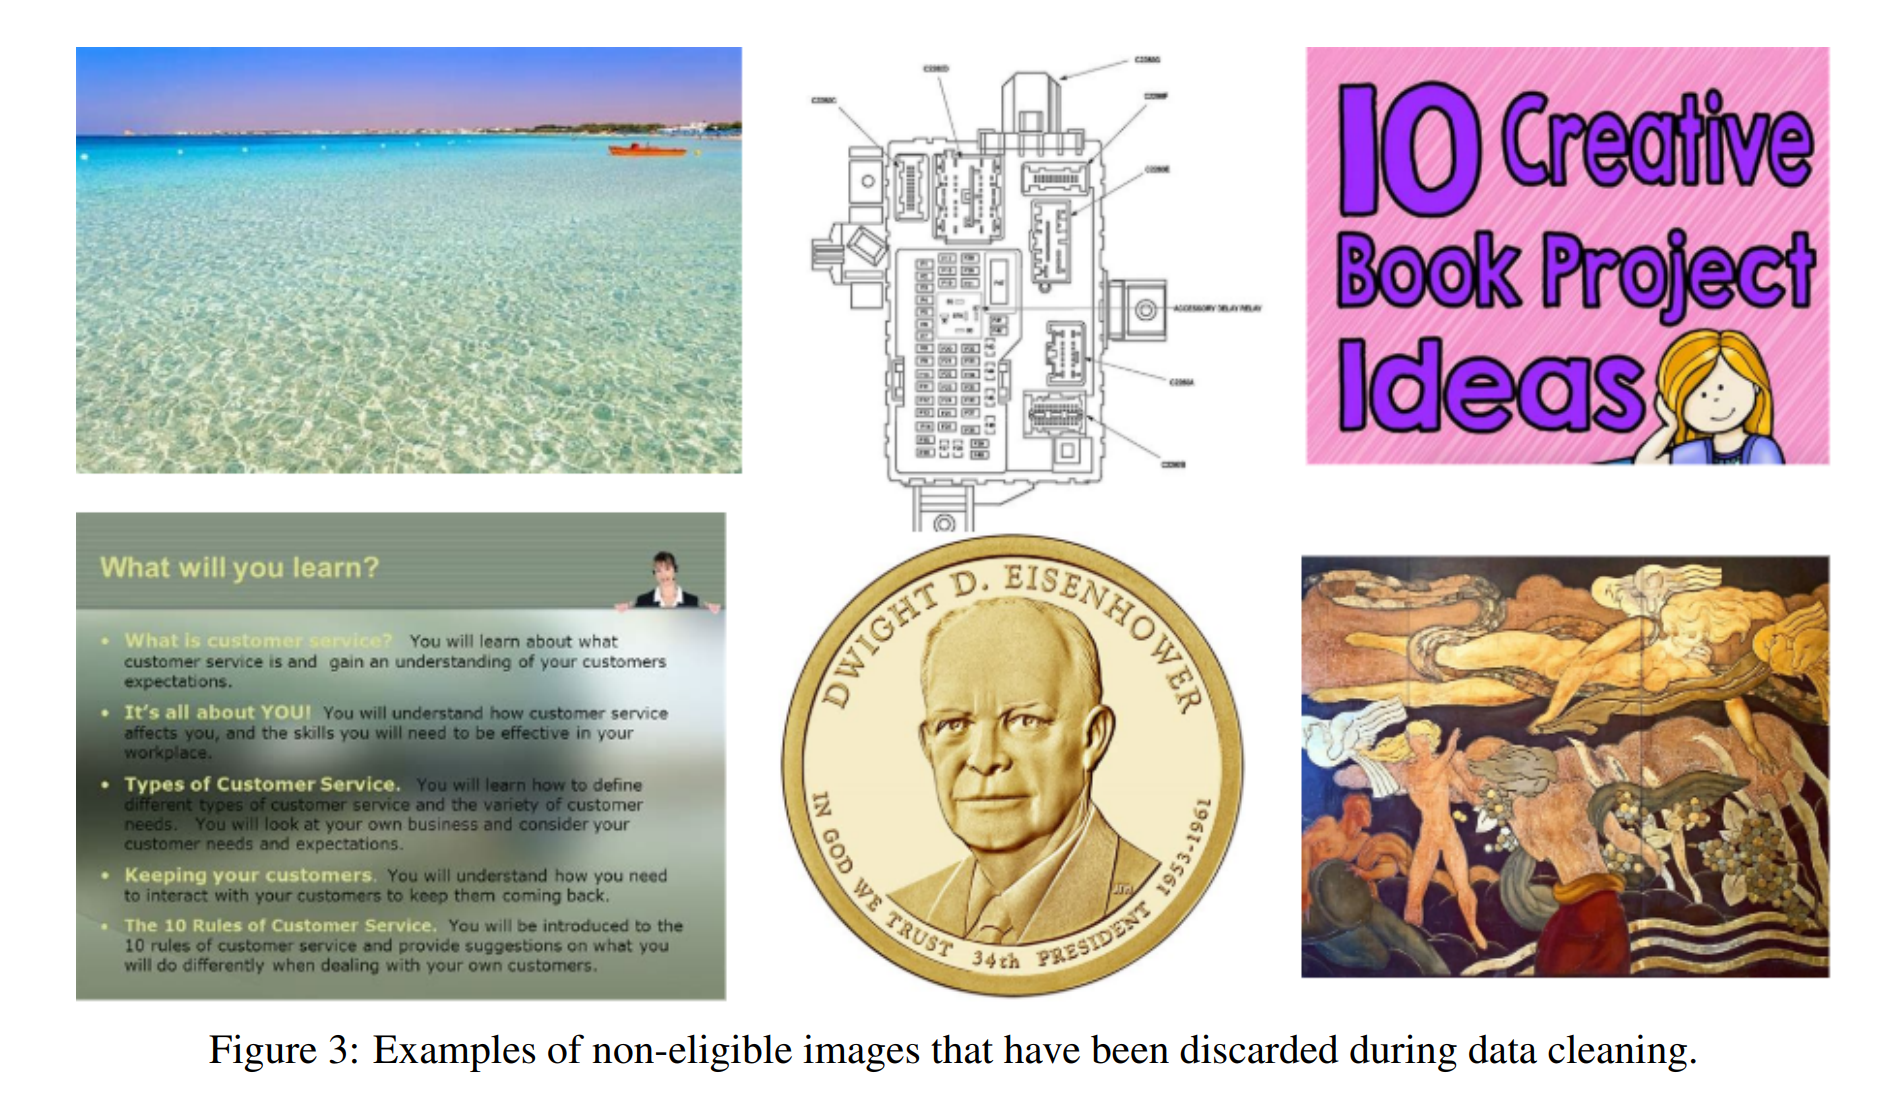 C2280D
C2280G
C2280C
C2280F
C2280E
ACCESSORY DELAY RELAY
C2280A
C2280B
10 Creative
Book Project
Ideas
What will you learn?
• What is customer service? You will learn about what
customer service is and gain an understanding of your customers
expectations.
• It's all about YOU! You will understand how customer service
affects you, and the skills you will need to be effective in your
workplace.
• Types of Customer Service. You will learn how to define
different types of customer service and the variety of customer
needs. You will look at your own business and consider your
customer needs and expectations.
• Keeping your customers. You will understand how you need
to interact with your customers to keep them coming back.
• The 10 Rules of Customer Service. You will be introduced to the
10 rules of customer service and provide suggestions on what you
will do differently when dealing with your own customers.
DWIGHT D. EISENHOWER
IN GOD WE TRUST 34th PRESIDENT 1953-1961
Figure 3: Examples of non-eligible images that have been discarded during data cleaning.